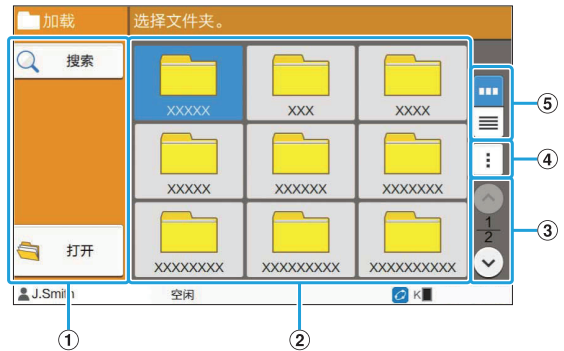 加载
选择文件夹。
搜索
XXXXX
XXX
XXXX
⑤
XXXXX
XXXXXX
XXXXXXX
④
1
2
③
打开
XXXXXXXX
XXXXXXXXX
XXXXXXXXXX
J.Smith
空闲
K
①
②